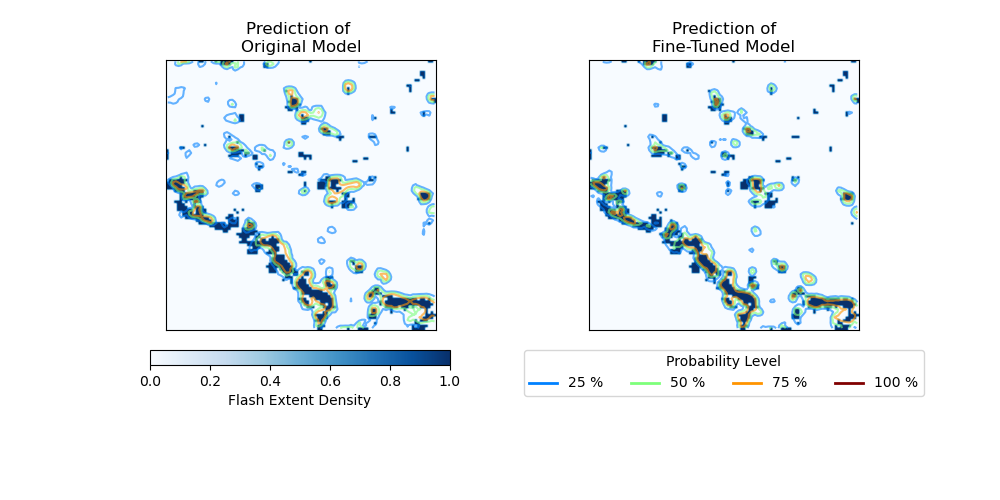 Prediction of
Original Model
Prediction of
Fine-Tuned Model
0.0 0.2 0.4 0.6 0.8 1.0
Flash Extent Density
Probability Level
25 % 50 % 75 % 100 %